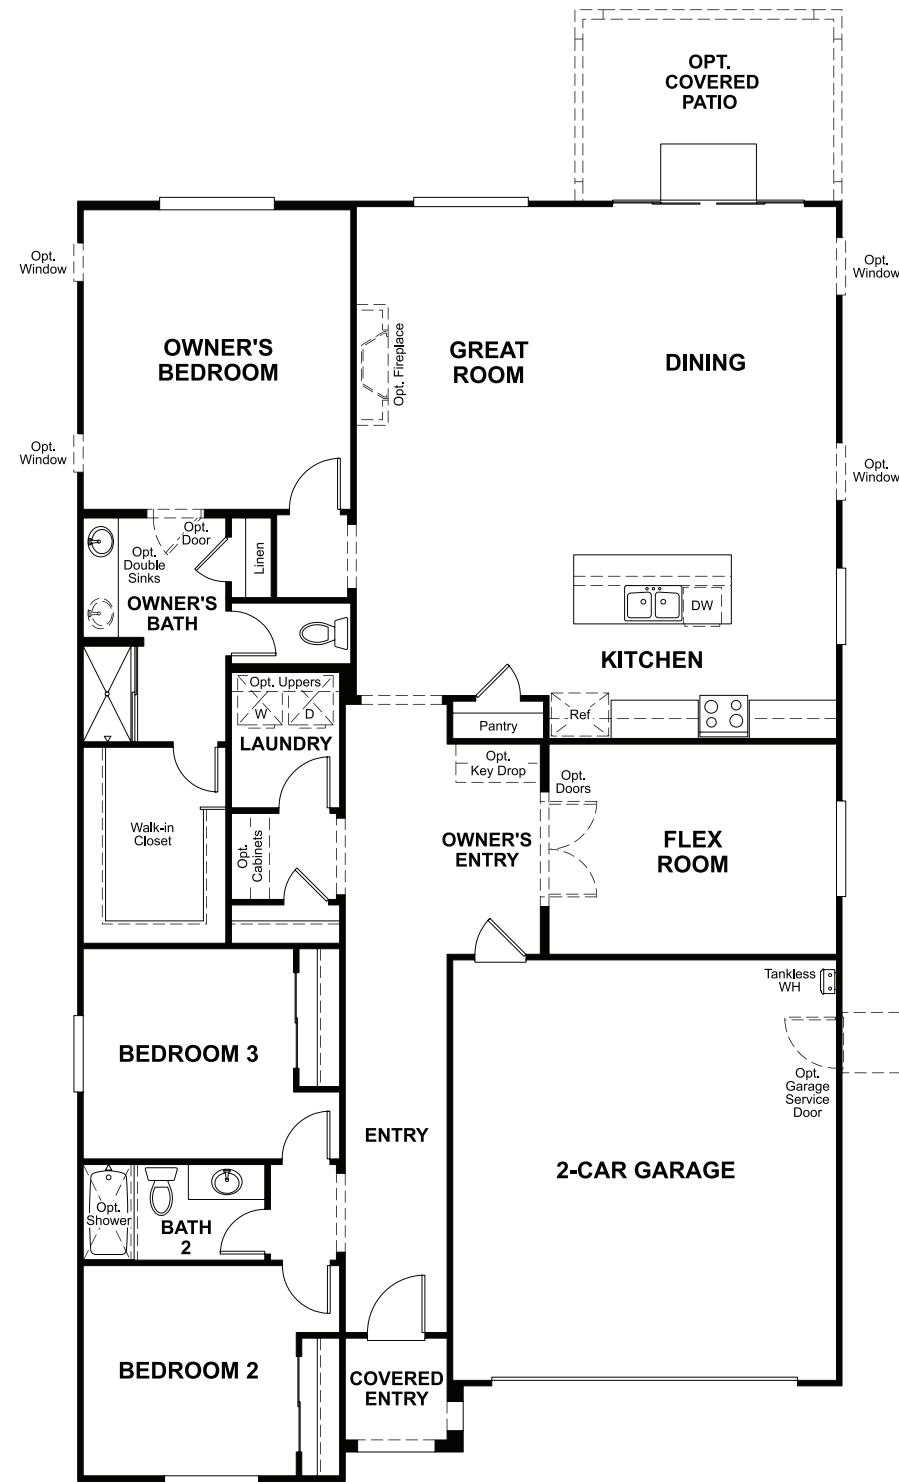 OPT.
COVERED
PATIO
Opt.
Window
Opt.
Window
OWNER'S
BEDROOM
Opt. Fireplace
GREAT
ROOM
DINING
Opt.
Window
Opt.
Window
Opt.
Door
Opt.
Double
Sinks
Linen
OWNER'S
BATH
DW
KITCHEN
Opt. Uppers
W
D
LAUNDRY
Pantry
Ref
Opt.
Key Drop
Opt.
Doors
Walk-in
Closet
Opt.
Cabinets
OWNER'S
ENTRY
FLEX
ROOM
Tankless
WH
BEDROOM 3
Opt.
Garage
Service
Door
ENTRY
2-CAR GARAGE
Opt.
Shower
BATH
2
BEDROOM 2
COVERED
ENTRY